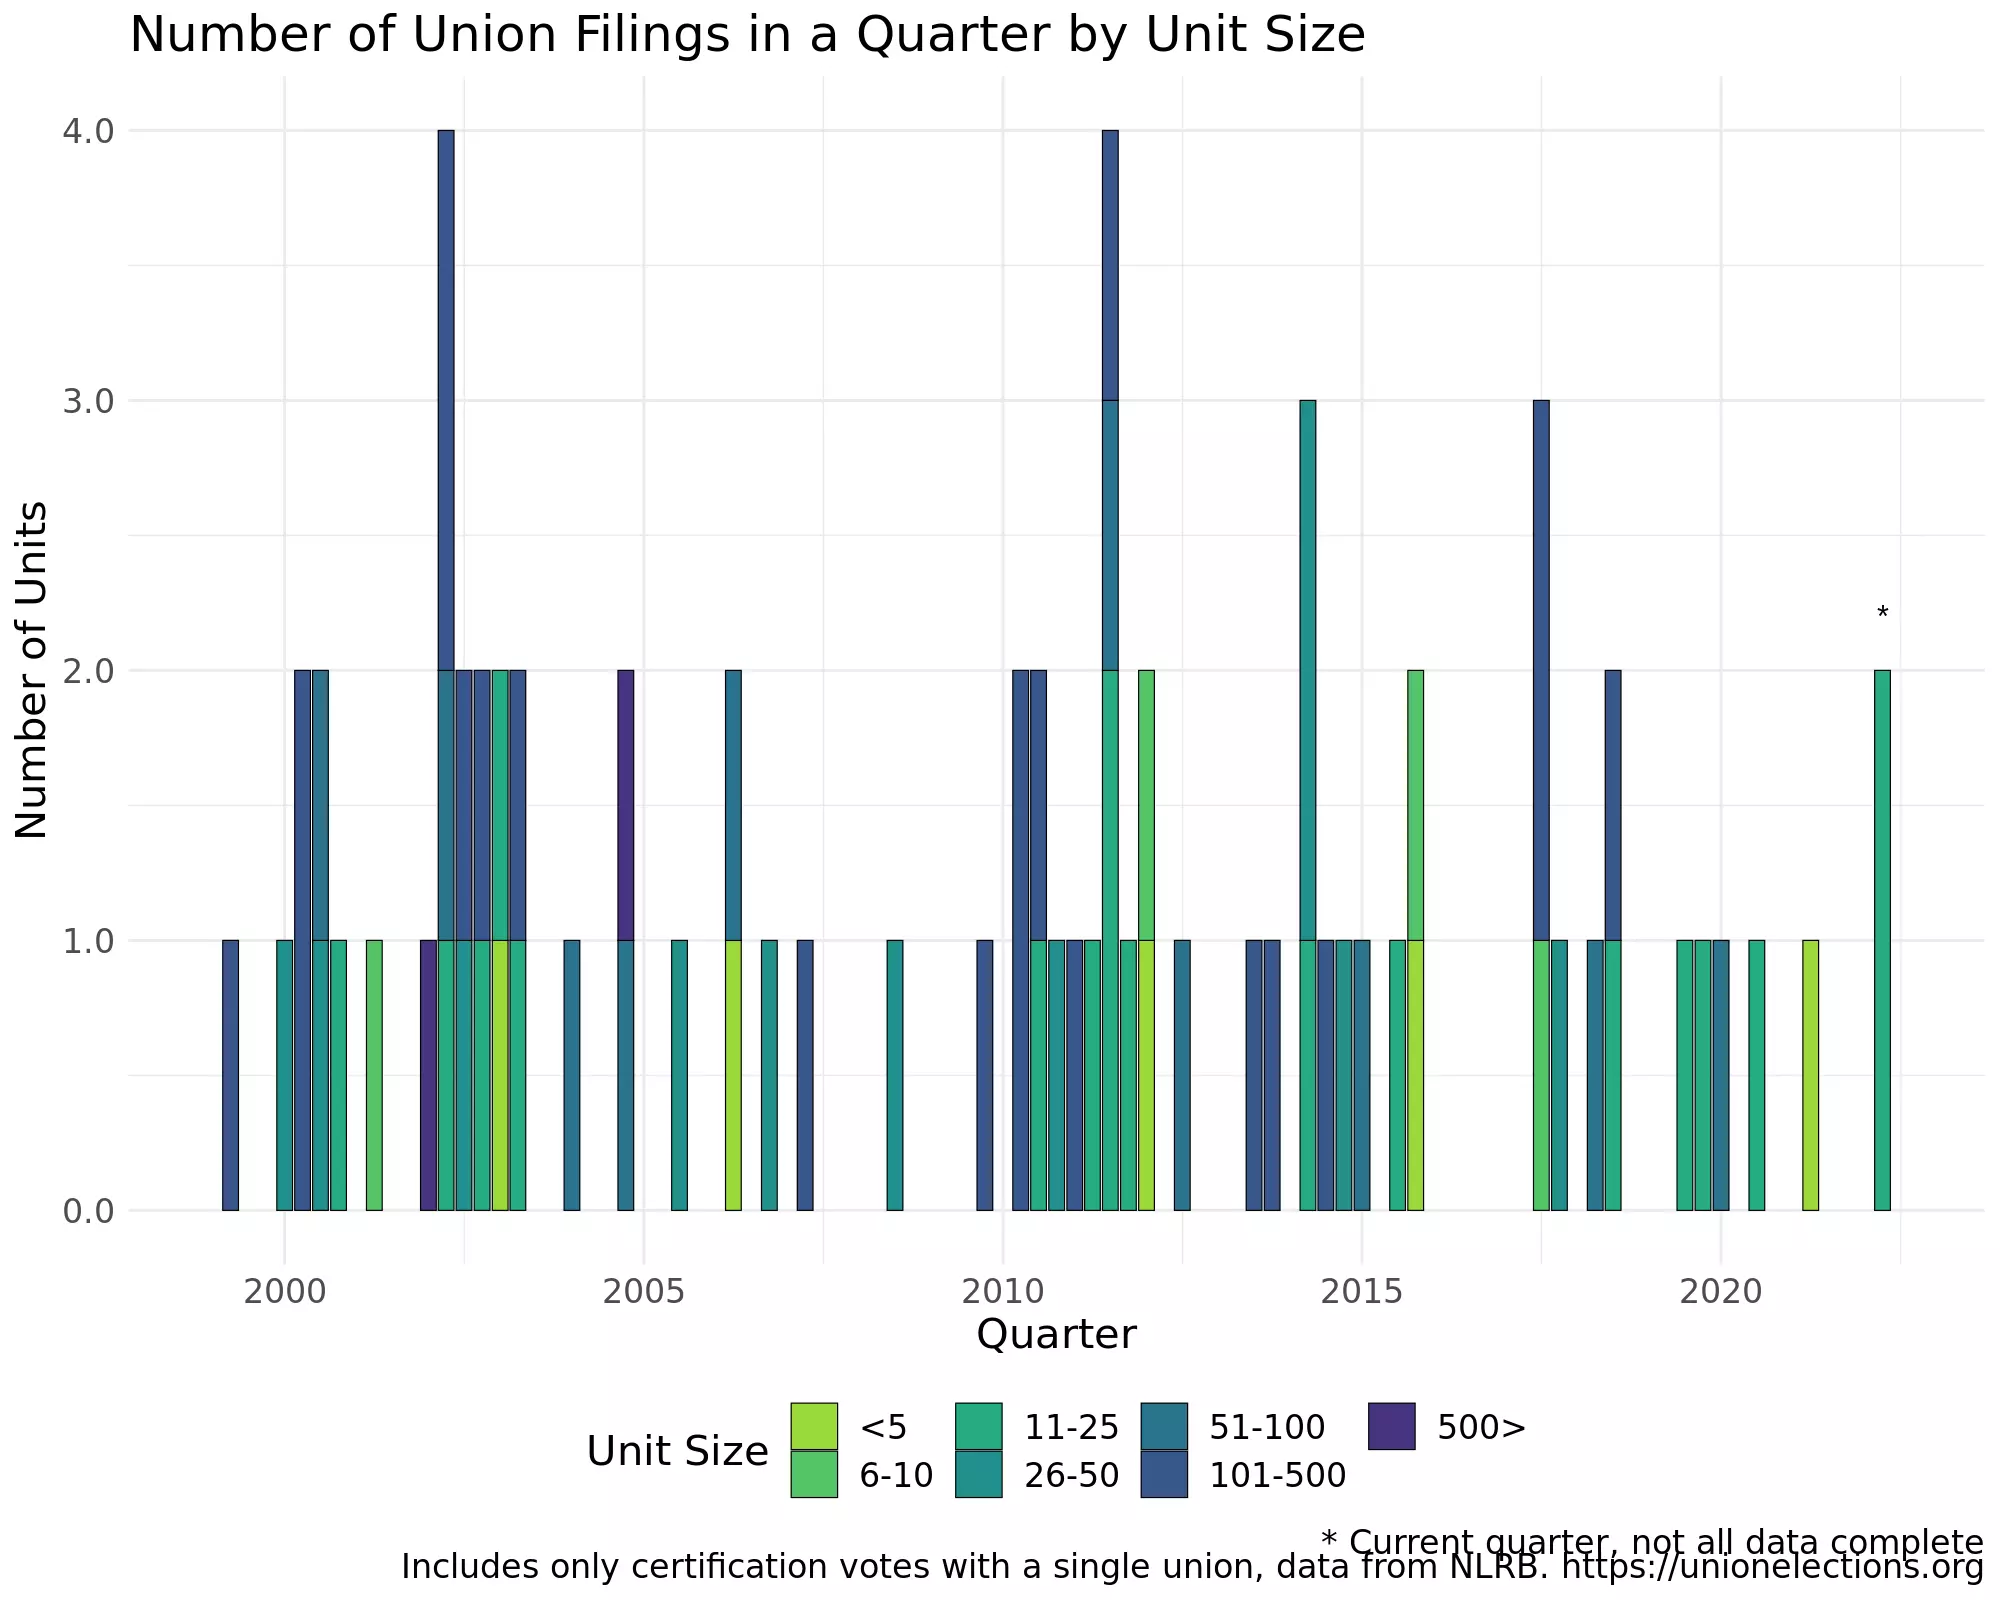 Number of Union Filings in a Quarter by Unit Size
4.0
3.0
2.0
1.0
0.0
Number of Units
*
2000 2005 2010 2015 2020
Quarter
Unit Size
<5 11-25 51-100 500>
6-10 26-50 101-500
* Current quarter, not all data complete
Includes only certification votes with a single union, data from NLRB. https://unionelections.org